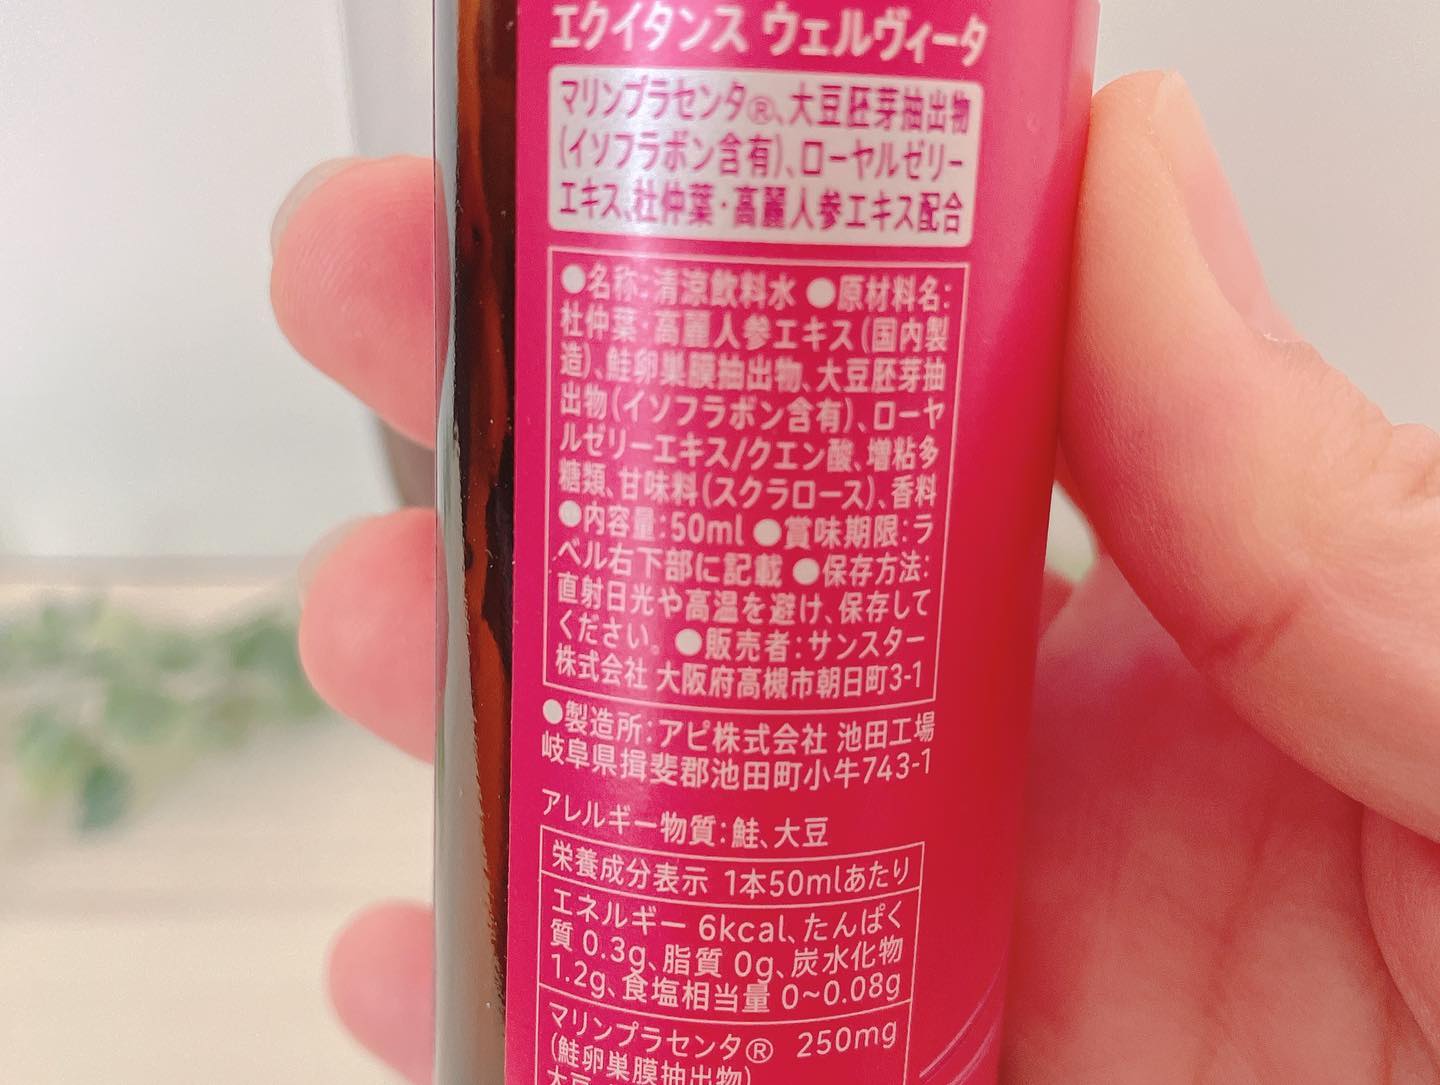 エクイタンス ウェルヴィータ
マリンプラセンタ®、大豆胚芽抽出物
(イソフラボン含有)、ローヤルゼリー
エキス、杜仲葉・高麗人参エキス配合
●名称:清涼飲料水 ●原材料名:
杜仲葉・高麗人参エキス(国内製
造)、鮭卵巣膜抽出物、大豆胚芽抽
出物(イソフラボン含有)、ローヤ
ルゼリーエキス/クエン酸、増粘多
糖類、甘味料(スクラロース)、香料
●内容量:50ml ●賞味期限:ラ
ベル右下部に記載 ●保存方法:
直射日光や高温を避け、保存して
ください。 ●販売者:サンスター
株式会社 大阪府高槻市朝日町3-1
●製造所:アピ株式会社 池田工場
岐阜県揖斐郡池田町小牛743-1
アレルギー物質:鮭、大豆
栄養成分表示 1本50mlあたり
エネルギー 6kcal、たんぱく
質 0.3g、脂質 0g、炭水化物
1.2g、食塩相当量 0~0.08g
マリンプラセンタ® 250mg
(鮭卵巣膜抽出物)
大豆